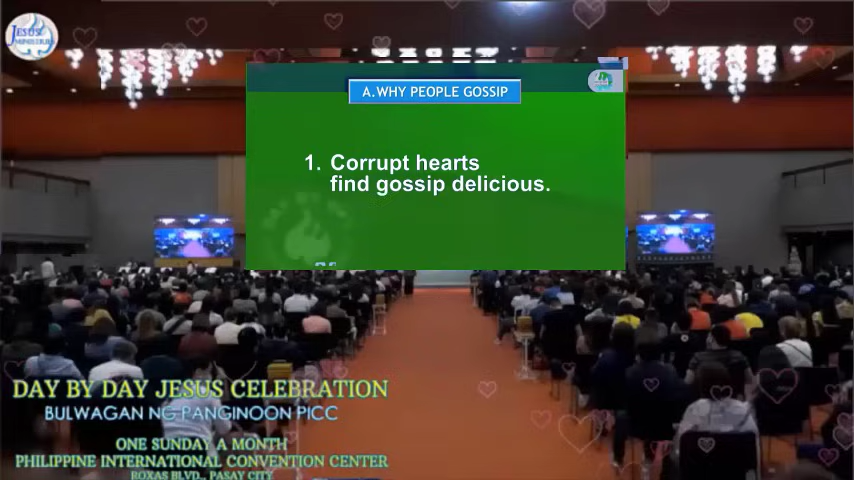 JESUS
A.WHY PEOPLE GOSSIP
1. Corrupt hearts
find gossip delicious.
DAY BY DAY JESUS CELEBRATION
BULWAGAN NG PANGINOON PICC
ONE SUNDAY A MONTH
PHILIPPINE INTERNATIONAL CONVENTION CENTER
ROXAS BLVD., PASAY CITY